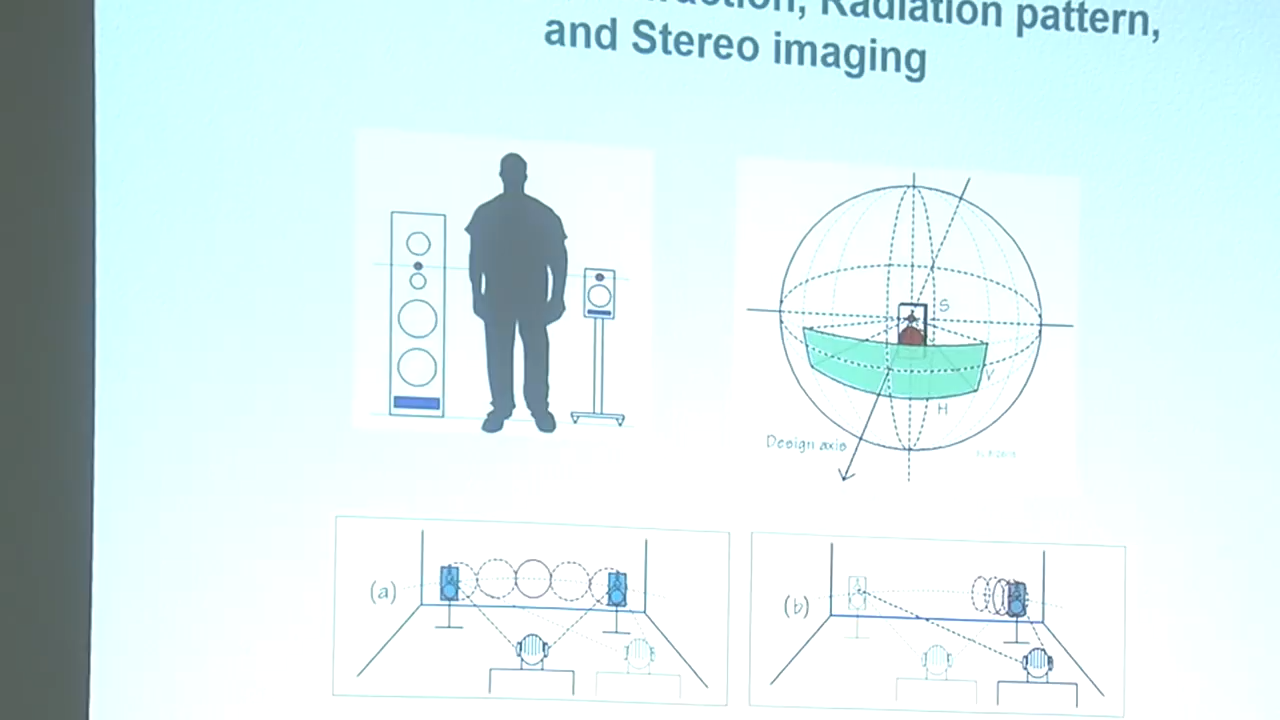 Radiation pattern,
and Stereo imaging
S
V
H
Design axis
(a)
(b)